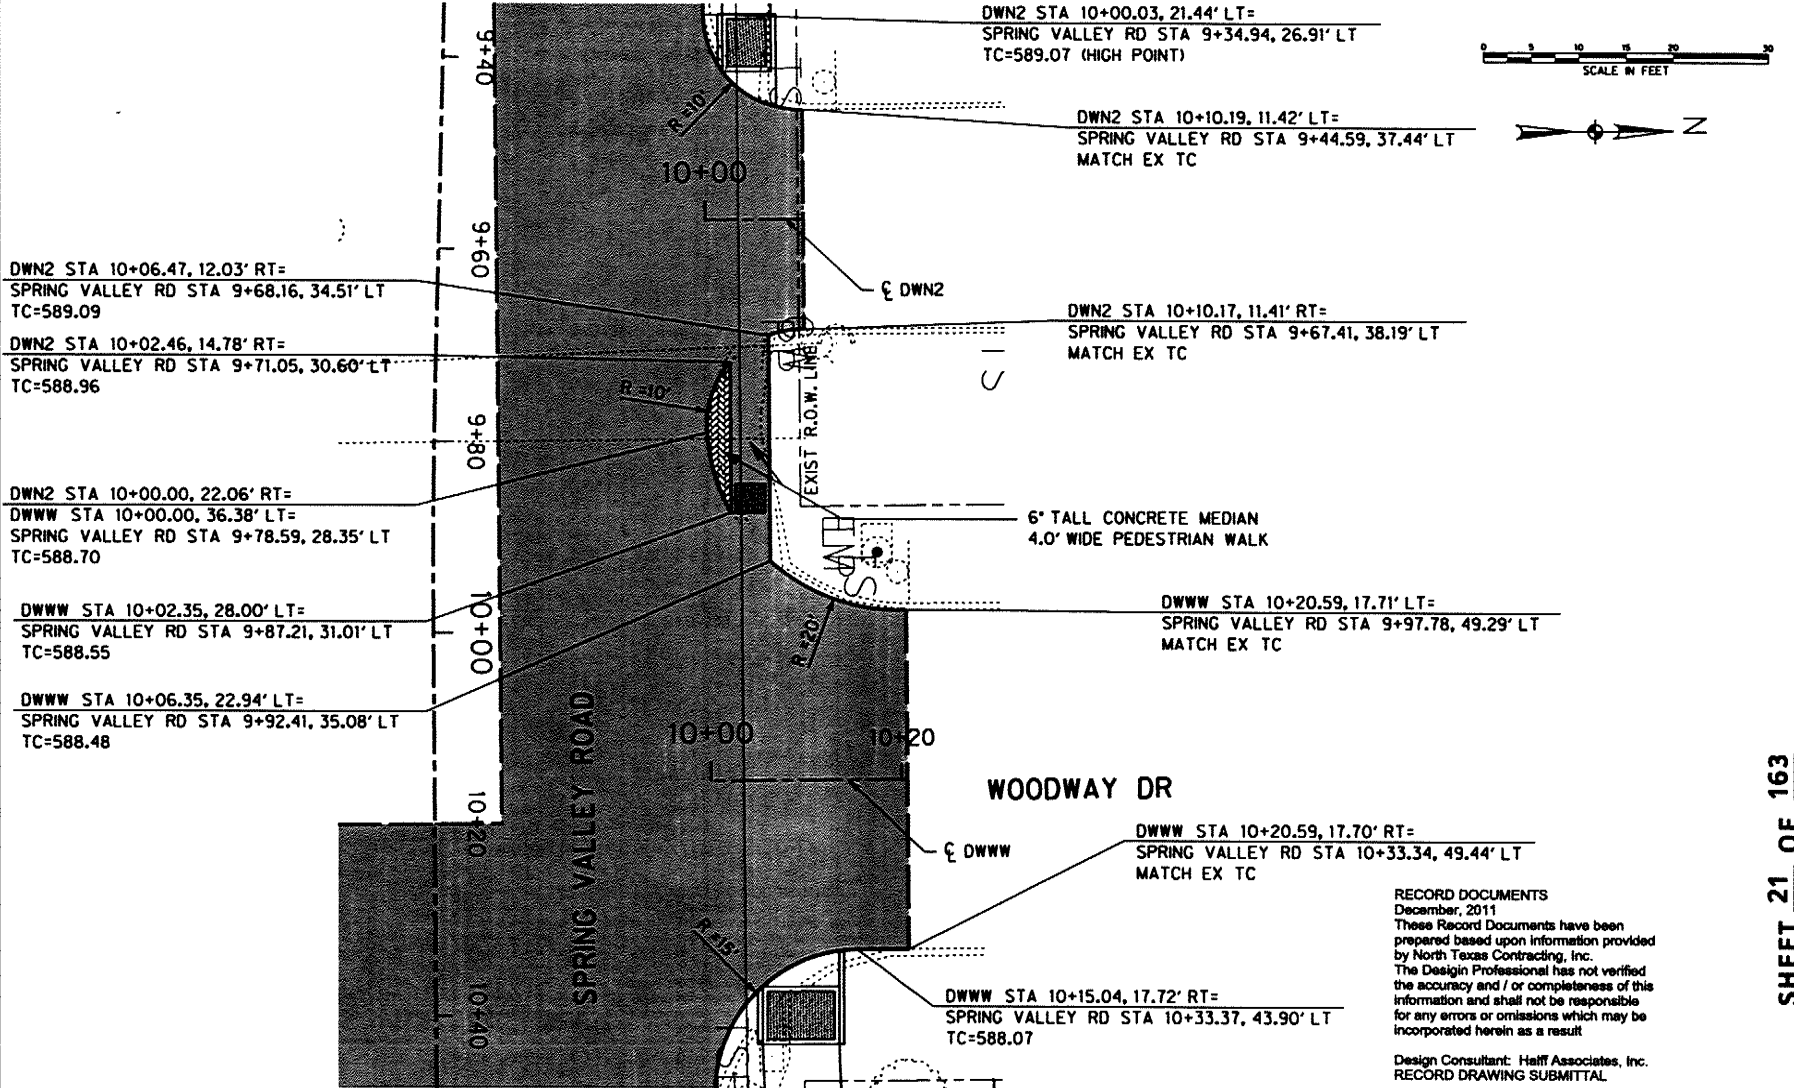 DWN2 STA 10+00.03, 21.44' LT=
SPRING VALLEY RD STA 9+34.94, 26.91' LT
TC=589.07 (HIGH POINT)
0 5 10 15 20 30
SCALE IN FEET
N
DWN2 STA 10+10.19, 11.42' LT=
SPRING VALLEY RD STA 9+44.59, 37.44' LT
MATCH EX TC
9+40
R =10'
10+00
9+60
℄ DWN2
DWN2 STA 10+06.47, 12.03' RT=
SPRING VALLEY RD STA 9+68.16, 34.51' LT
TC=589.09
DWN2 STA 10+10.17, 11.41' RT=
SPRING VALLEY RD STA 9+67.41, 38.19' LT
MATCH EX TC
DWN2 STA 10+02.46, 14.78' RT=
SPRING VALLEY RD STA 9+71.05, 30.60' LT
TC=588.96
R =10'
EXIST R.O.W. LINE
9+80
DWN2 STA 10+00.00, 22.06' RT=
DWWW STA 10+00.00, 36.38' LT=
SPRING VALLEY RD STA 9+78.59, 28.35' LT
TC=588.70
6" TALL CONCRETE MEDIAN
4.0' WIDE PEDESTRIAN WALK
DWWW STA 10+02.35, 28.00' LT=
SPRING VALLEY RD STA 9+87.21, 31.01' LT
TC=588.55
10+00
R =20'
DWWW STA 10+20.59, 17.71' LT=
SPRING VALLEY RD STA 9+97.78, 49.29' LT
MATCH EX TC
DWWW STA 10+06.35, 22.94' LT=
SPRING VALLEY RD STA 9+92.41, 35.08' LT
TC=588.48
SPRING VALLEY ROAD
10+00
10+20
WOODWAY DR
10+20
℄ DWWW
DWWW STA 10+20.59, 17.70' RT=
SPRING VALLEY RD STA 10+33.34, 49.44' LT
MATCH EX TC
R =15'
10+40
DWWW STA 10+15.04, 17.72' RT=
SPRING VALLEY RD STA 10+33.37, 43.90' LT
TC=588.07
RECORD DOCUMENTS
December, 2011
These Record Documents have been
prepared based upon information provided
by North Texas Contracting, Inc.
The Desigin Professional has not verified
the accuracy and / or completeness of this
information and shall not be responsible
for any errors or omissions which may be
incorporated herein as a result
Design Consultant: Halff Associates, Inc.
RECORD DRAWING SUBMITTAL
SHEET 21 OF 163